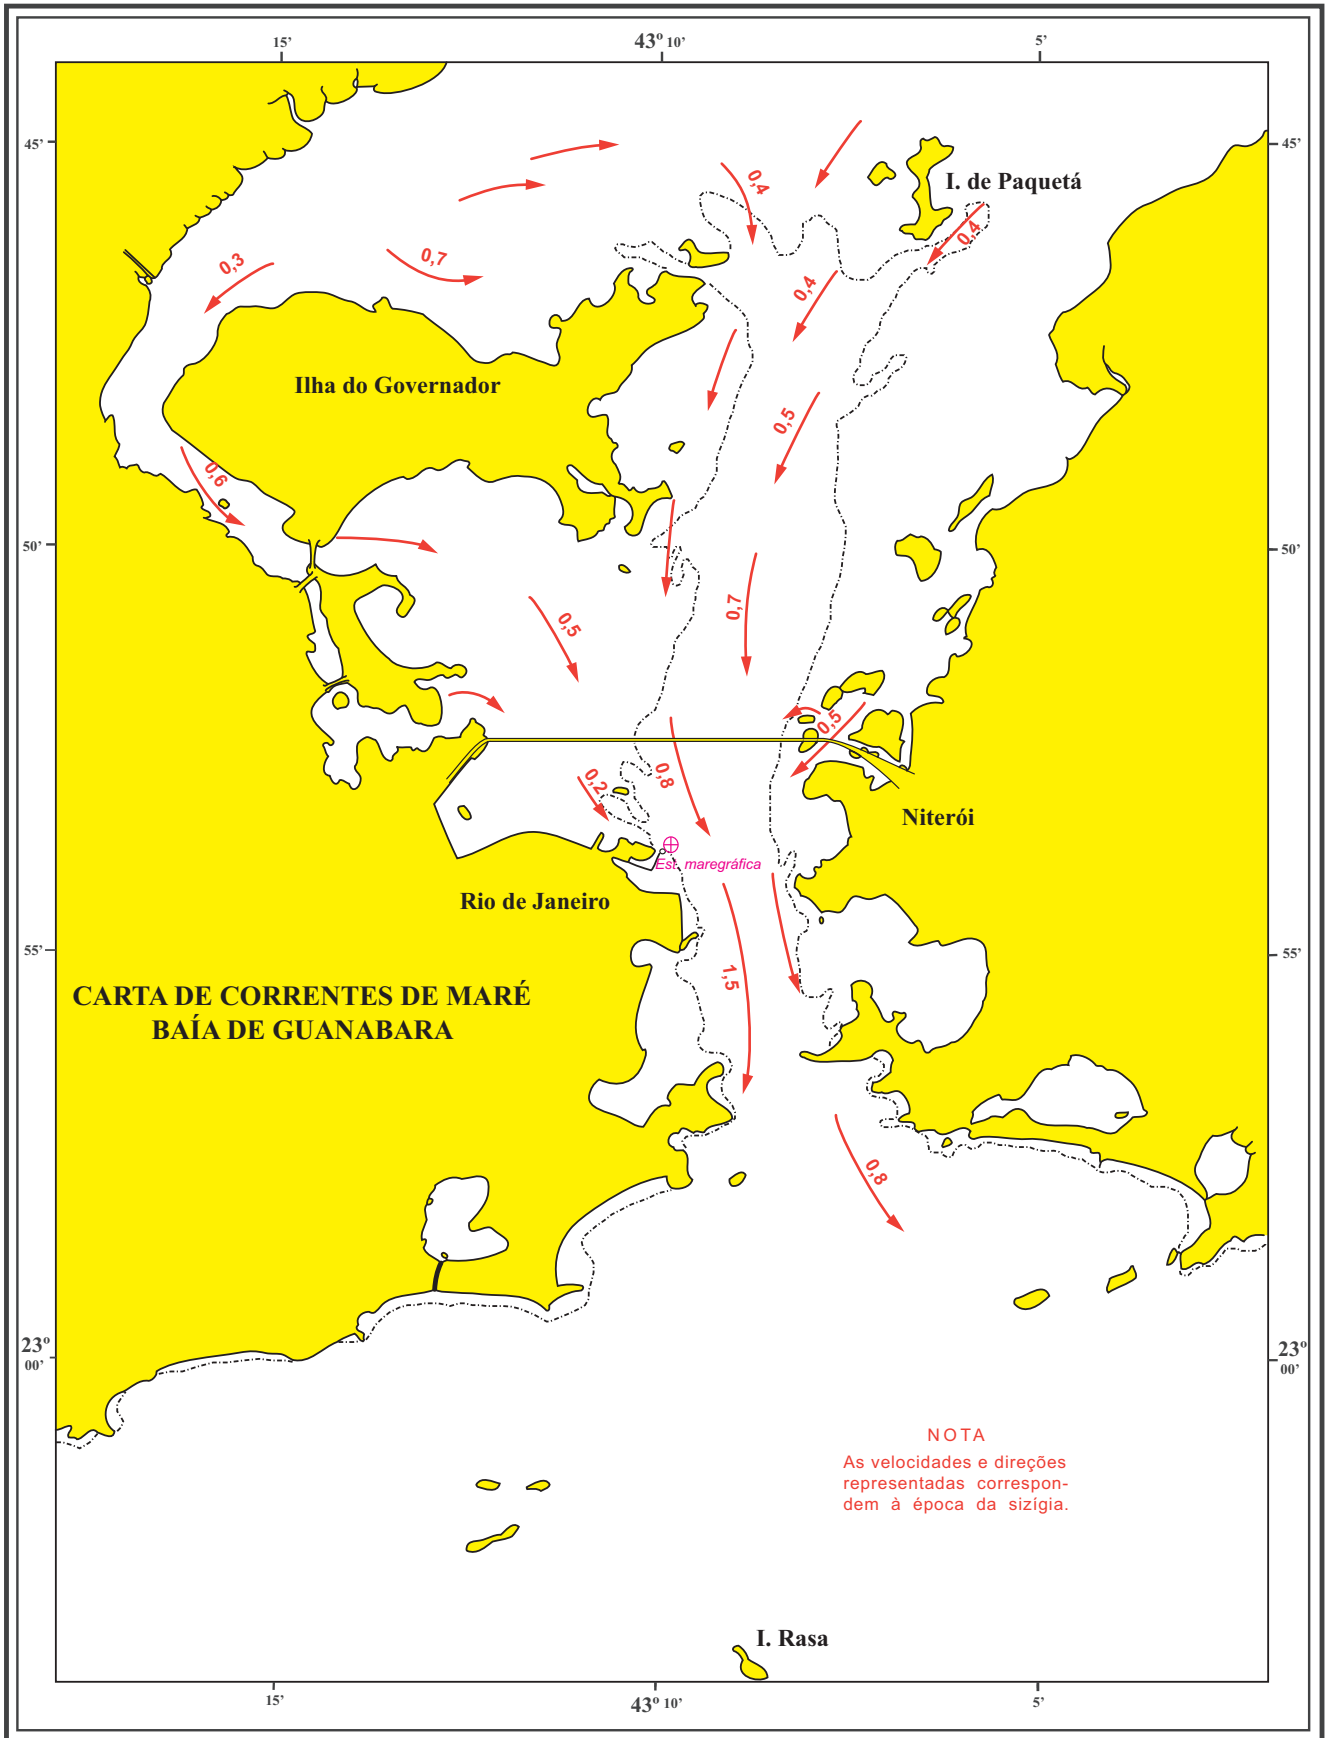 15'
43º 10'
5'
45'
45'
0,4
I. de Paquetá
0,4
0,3
0,7
0,4
Ilha do Governador
0,5
0,6
50'
50'
0,7
0,5
0,5
0,8
0,2
Niterói
Est. maregráfica
Rio de Janeiro
55'
55'
1,5
CARTA DE CORRENTES DE MARÉ
BAÍA DE GUANABARA
0,8
23º
00'
23º
00'
NOTA
As velocidades e direções
representadas correspon-
dem à época da sizígia.
I. Rasa
15'
43º 10'
5'